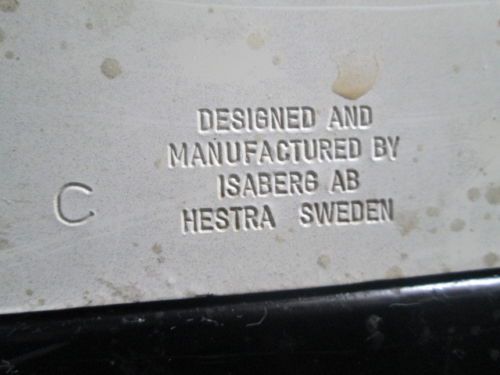 DESIGNED AND
MANUFACTURED BY
ISABERG AB
HESTRA SWEDEN
C